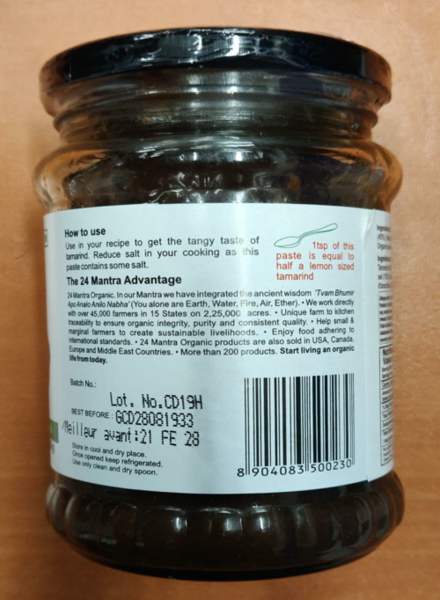 How to use
Use in your recipe to get the tangy taste of
tamarind. Reduce salt in your cooking as this
paste contains some salt.
1tsp of this
paste is equal to
half a lemon sized
tamarind
The 24 Mantra Advantage
24 Mantra Organic. In our Mantra we have integrated the ancient wisdom 'Tvam Bhumir
Apo Analo Anilo Nabha' (You alone are Earth, Water, Fire, Air, Ether). • We work directly
with over 45,000 farmers in 15 States on 2,25,000 acres. • Unique farm to kitchen
traceability to ensure organic integrity, purity and consistent quality. • Help small &
marginal farmers to create sustainable livelihoods. • Enjoy food adhering to
international standards. • 24 Mantra Organic products are also sold in USA, Canada,
Europe and Middle East Countries. • More than 200 products. Start living an organic
life from today.
Batch No.:
Lot. No.CD19H
BEST BEFORE : GCD28081933
Meilleur avant:21 FE 28
Store in cool and dry place.
Once opened keep refrigerated.
Use only clean and dry spoon.
8 904083 500230